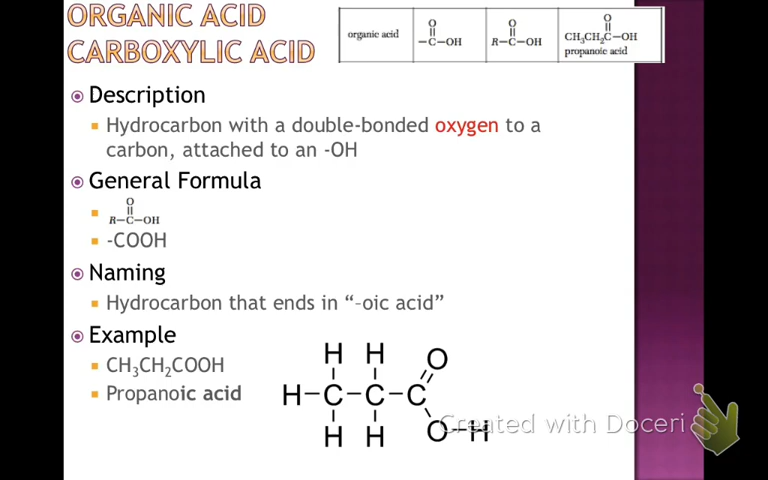 ORGANIC ACID
CARBOXYLIC ACID
organic acid
O
||
—C—OH
O
||
R—C—OH
O
||
CH₃CH₂C—OH
propanoic acid
Description
Hydrocarbon with a double-bonded oxygen to a
carbon, attached to an -OH
General Formula
O
||
R—C—OH
-COOH
Naming
Hydrocarbon that ends in “-oic acid”
Example
CH₃CH₂COOH
Propanoic acid
H H O
H—C—C—C
H H O—H
Created with Doceri